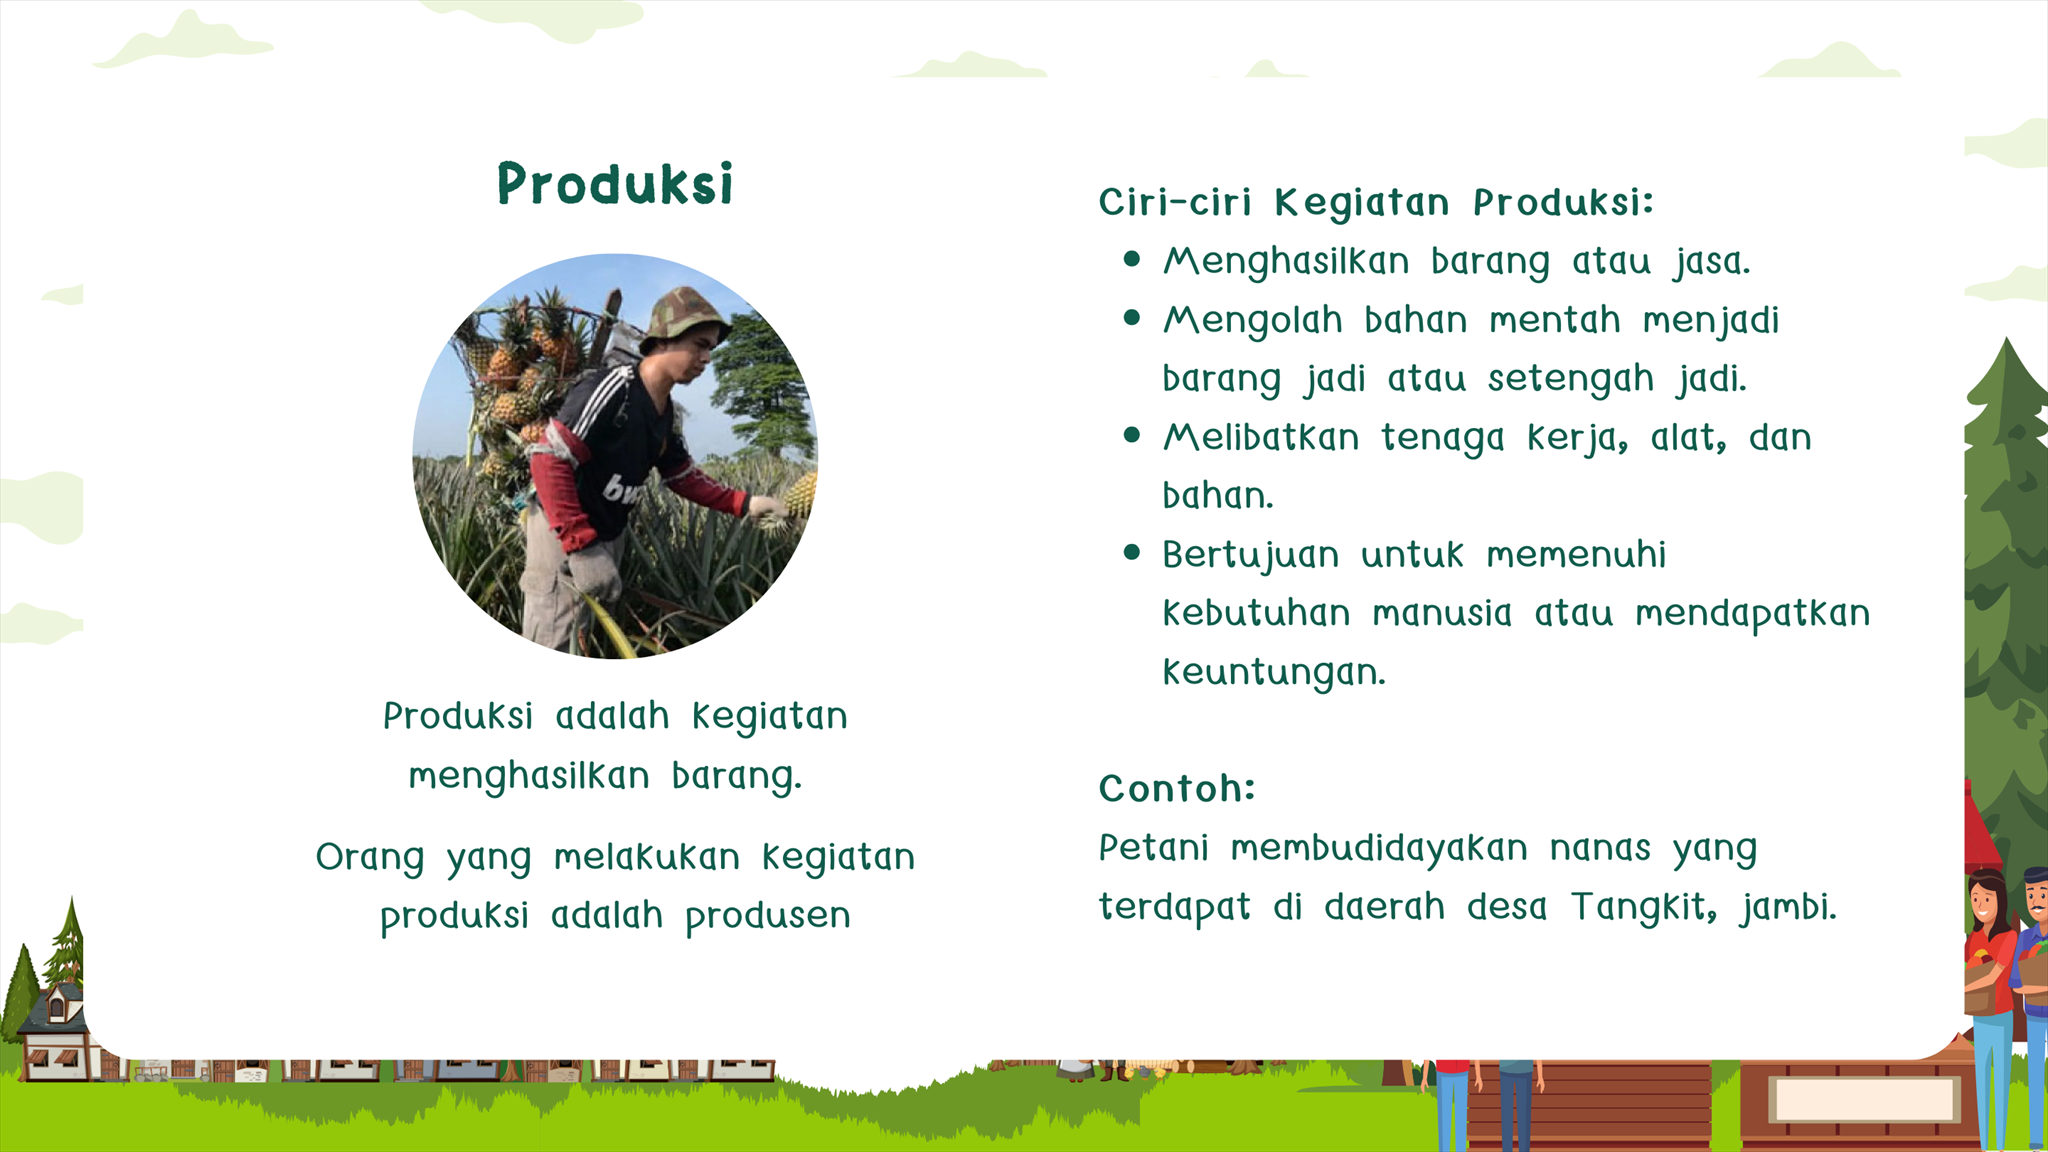 Produksi
Produksi adalah kegiatan
menghasilkan barang.
Orang yang melakukan kegiatan
produksi adalah produsen
Ciri-ciri Kegiatan Produksi:
• Menghasilkan barang atau jasa.
• Mengolah bahan mentah menjadi
barang jadi atau setengah jadi.
• Melibatkan tenaga kerja, alat, dan
bahan.
• Bertujuan untuk memenuhi
kebutuhan manusia atau mendapatkan
keuntungan.
Contoh:
Petani membudidayakan nanas yang
terdapat di daerah desa Tangkit, jambi.